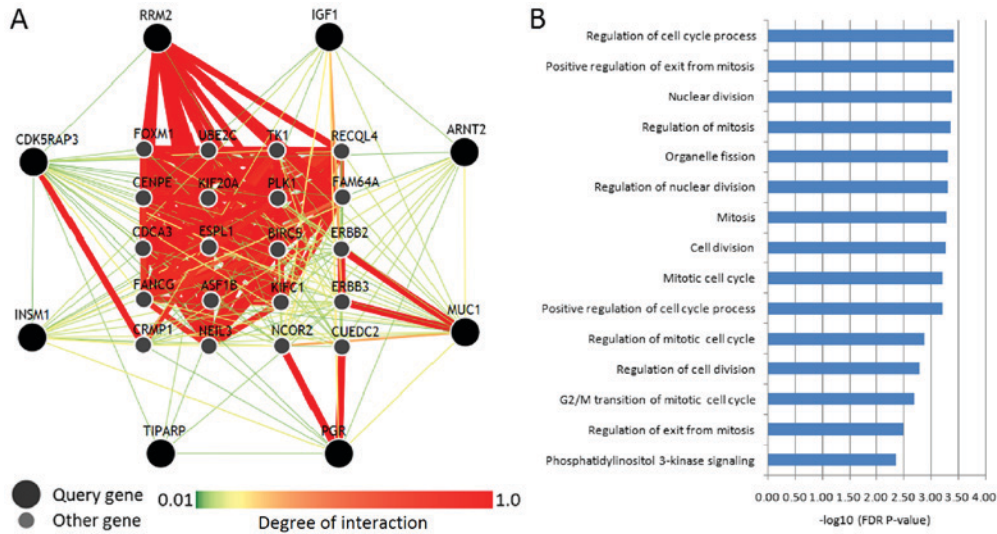 A
RRM2
IGF1
CDK5RAP3
ARNT2
FOXM1
UBE2C
TK1
RECQL4
CENPE
KIF20A
PLK1
FAM64A
CDCA3
ESPL1
BIRC5
ERBB2
FANCG
ASF1B
KIFC1
ERBB3
INSM1
MUC1
CRMP1
NEIL3
NCOR2
CUEDC2
TIPARP
PGR
Query gene
Other gene
0.01
1.0
Degree of interaction
B
Regulation of cell cycle process
Positive regulation of exit from mitosis
Nuclear division
Regulation of mitosis
Organelle fission
Regulation of nuclear division
Mitosis
Cell division
Mitotic cell cycle
Positive regulation of cell cycle process
Regulation of mitotic cell cycle
Regulation of cell division
G2/M transition of mitotic cell cycle
Regulation of exit from mitosis
Phosphatidylinositol 3-kinase signaling
0.00 0.50 1.00 1.50 2.00 2.50 3.00 3.50 4.00
-log10 (FDR P-value)